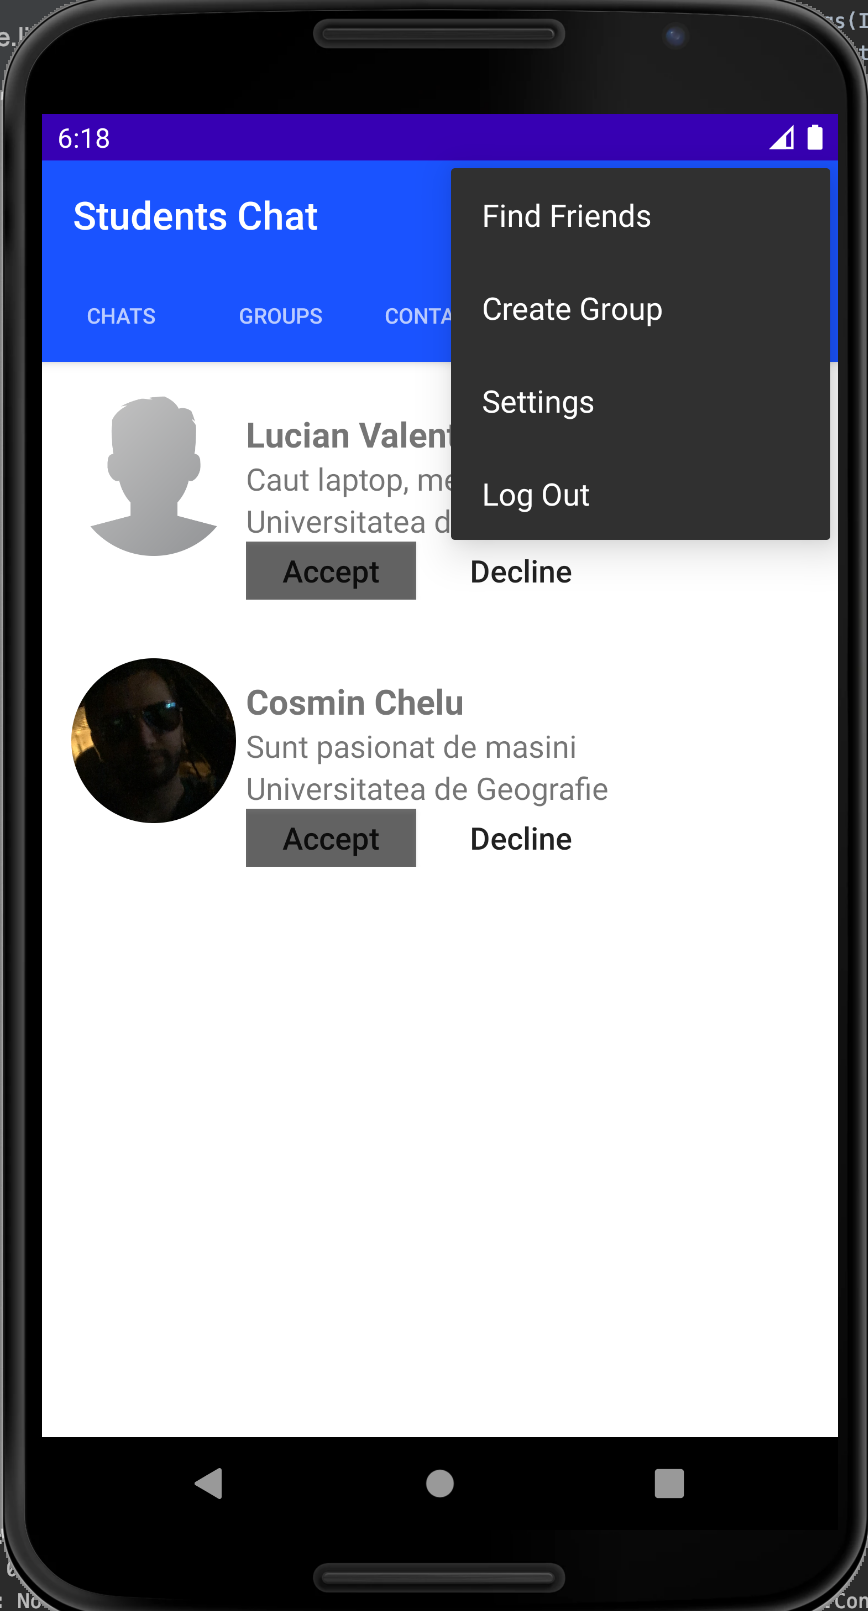 6:18
Students Chat
CHATS
GROUPS
CONTA
Find Friends
Create Group
Settings
Log Out
Lucian Valent
Caut laptop, me
Universitatea d
Accept
Decline
Cosmin Chelu
Sunt pasionat de masini
Universitatea de Geografie
Accept
Decline